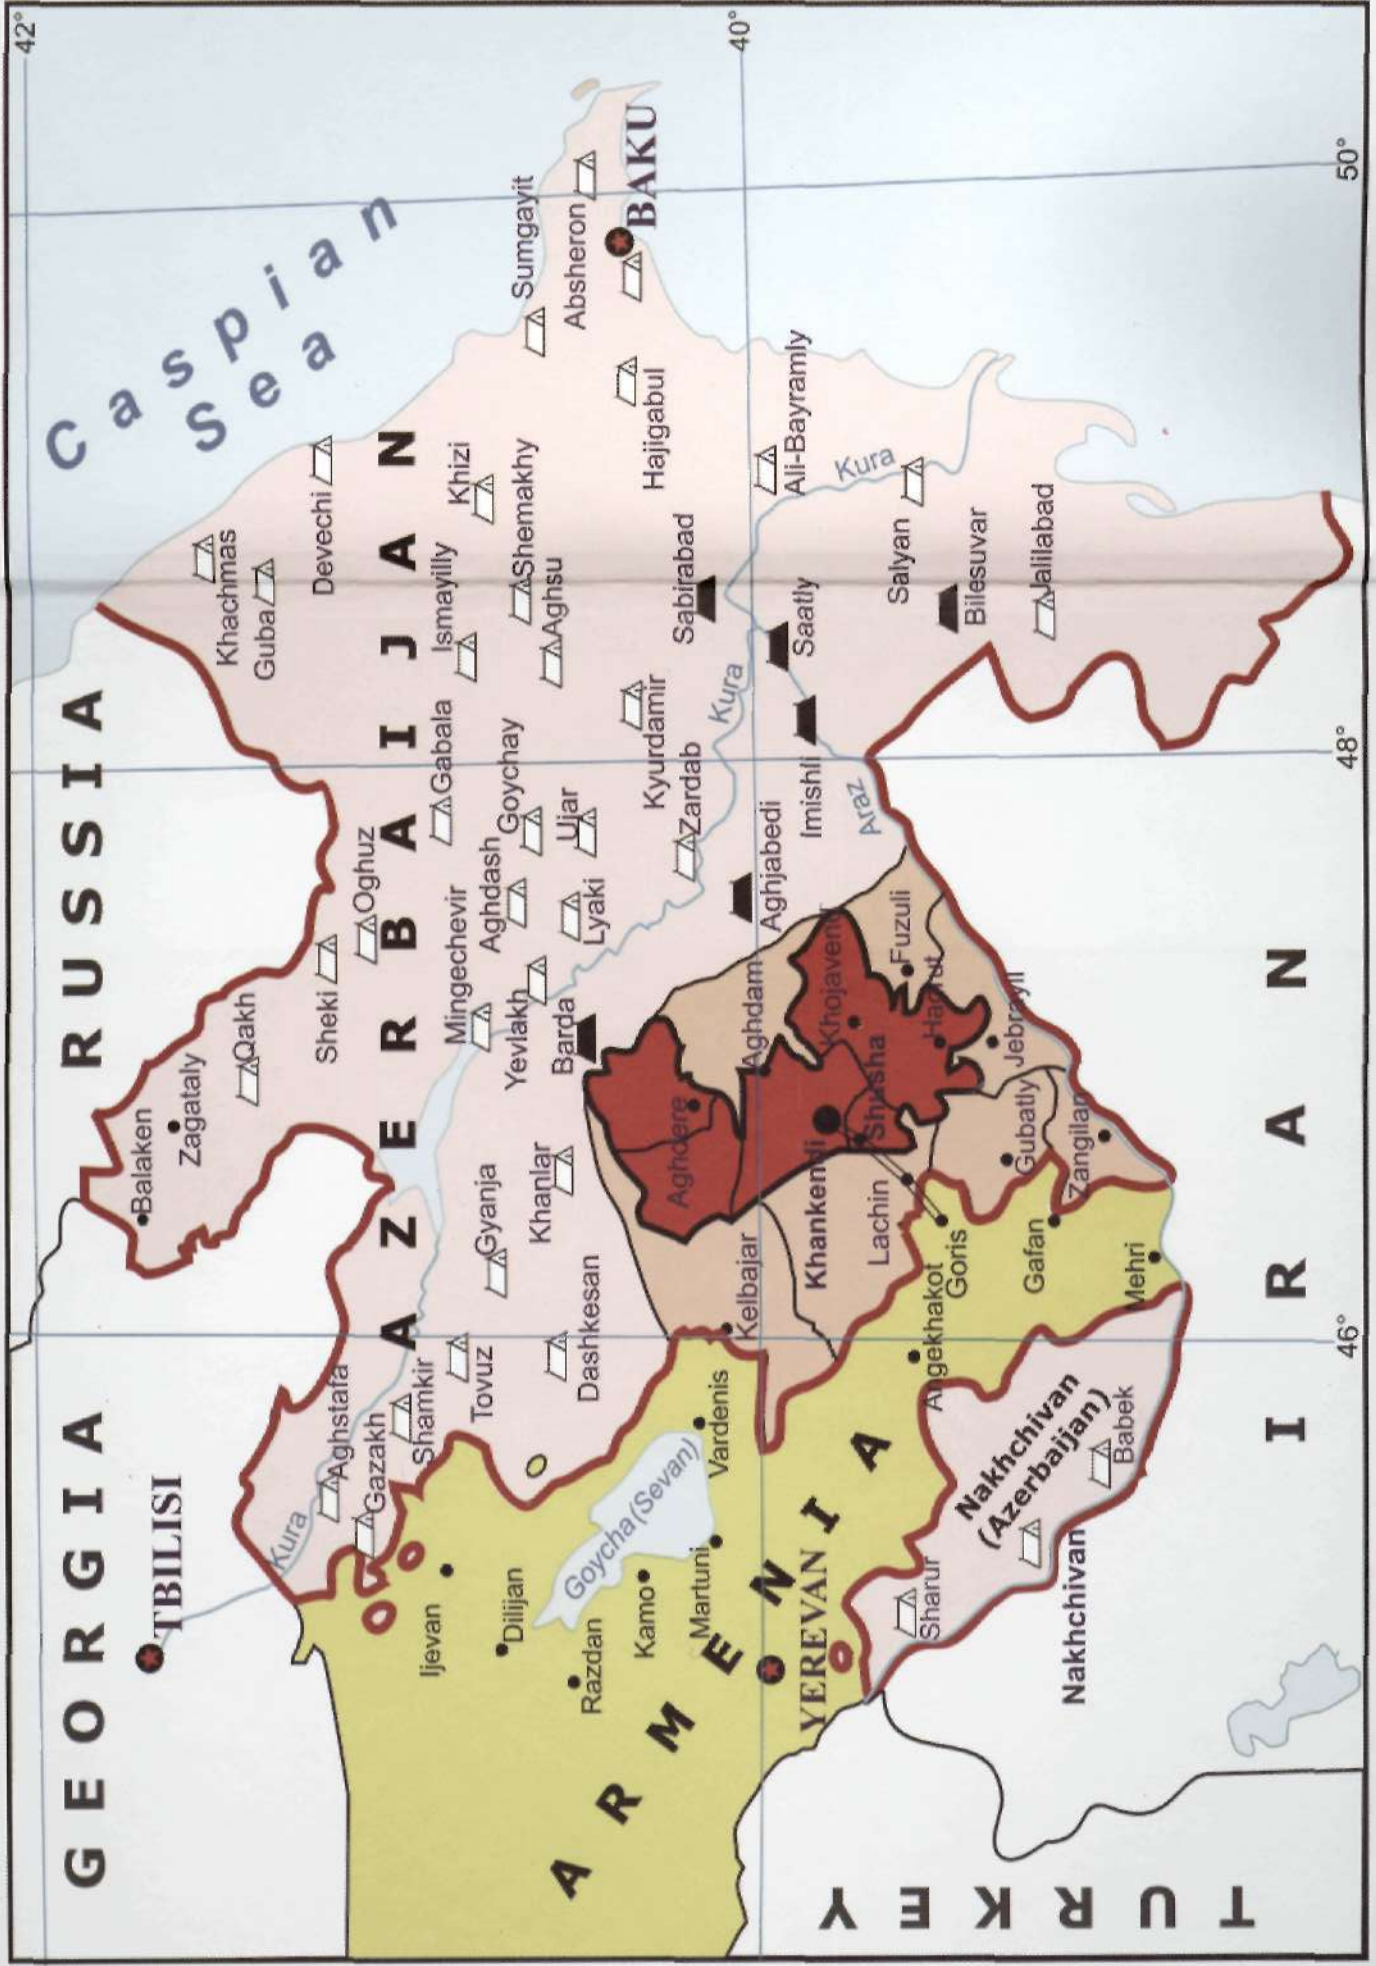 42°
40°
50°
48°
46°
RUSSIA
GEORGIA
Caspian
Sea
TBILISI
Balaken
Zagataly
Qakh
Khachmas
Guba
Devechi
Sheki
Oghuz
AZERBAIJAN
Kura
Aghstafa
Gazakh
Shamkir
Tovuz
Gyanja
Khanlar
Dashkesan
Mingechevir
Yevlakh
Barda
Aghdash
Goychay
Gabala
Ismayilly
Khizi
Shemakhy
Aghsu
Sumgayit
Absheron
BAKU
Ujar
Lyaki
Kyurdamir
Zardab
Hajigabul
Sabirabad
Kura
Ali-Bayramly
Saatly
Imishli
Aghjabedi
Araz
Kura
Salyan
Bilesuvar
Jalilabad
Ijevan
Dilijan
Razdan
Kamo
Goycha(Sevan)
Martuni
Vardenis
ARMENIA
YEREVAN
Aghdere
Aghdam
Kelbajar
Khankendi
Shusha
Khojavend
Fuzuli
Hadrut
Jebrayil
Lachin
Gubatly
Zangilan
Goris
Angekhakot
Gafan
Mehri
Nakhchivan
(Azerbaijan)
Babek
Sharur
Nakhchivan
TURKEY
IRAN